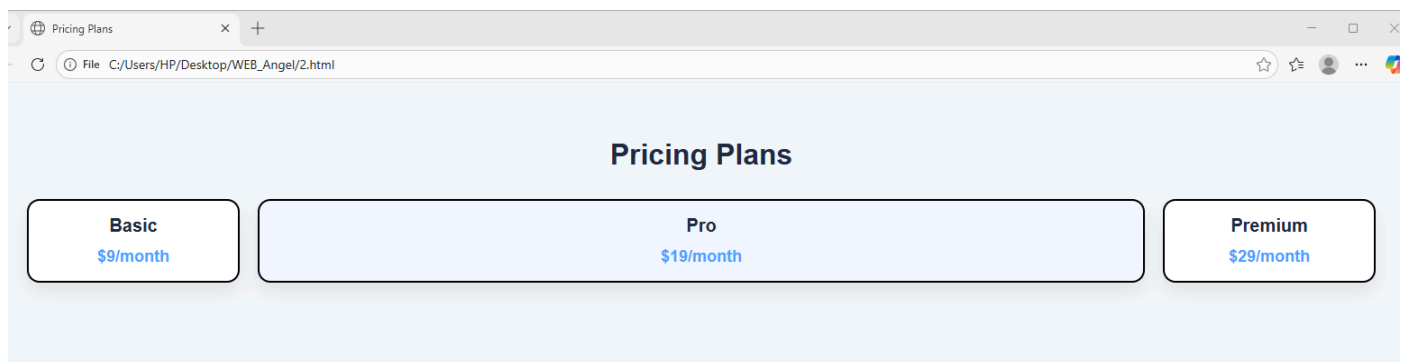 Pricing Plans
File C:/Users/HP/Desktop/WEB_Angel/2.html
Pricing Plans
Basic
$9/month
Pro
$19/month
Premium
$29/month